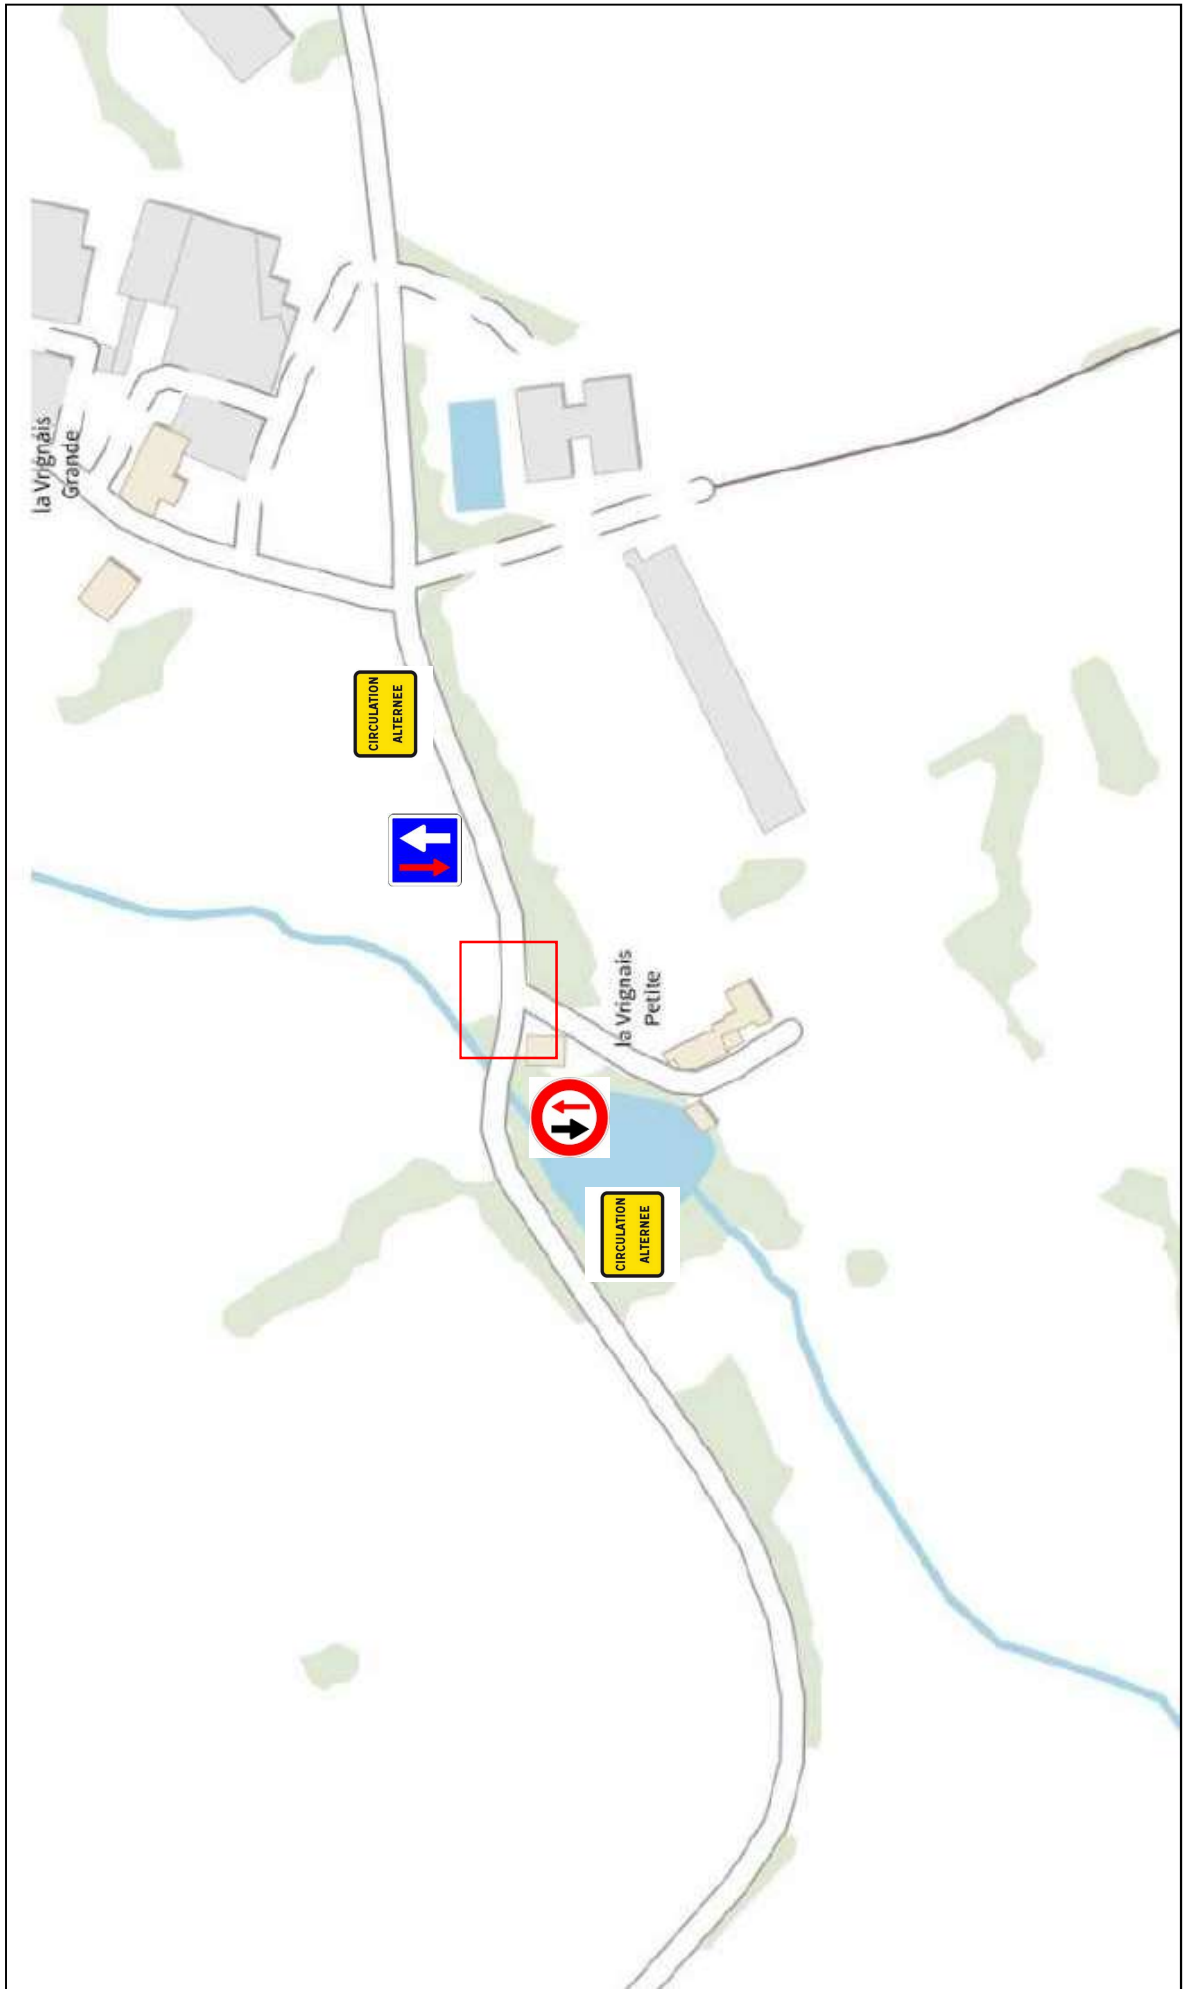 la Vrignais
Grande
CIRCULATION
ALTERNEE
la Vrignais
Petite
CIRCULATION
ALTERNEE